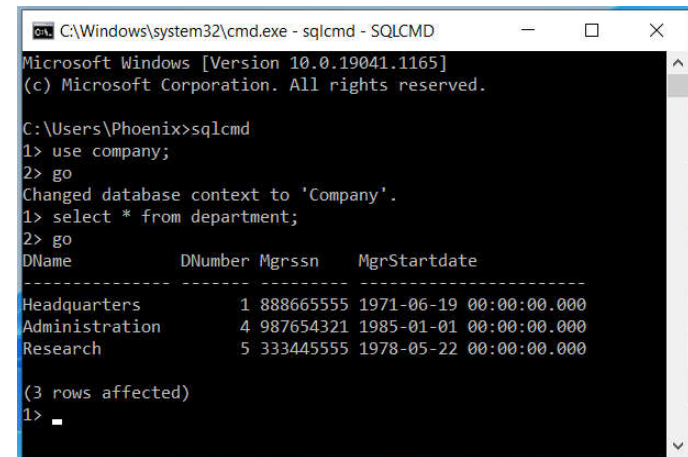 C:\Windows\system32\cmd.exe - sqlcmd - SQLCMD
Microsoft Windows [Version 10.0.19041.1165]
(c) Microsoft Corporation. All rights reserved.
C:\Users\Phoenix>sqlcmd
1> use company;
2> go
Changed database context to 'Company'.
1> select * from department;
2> go
DName           DNumber Mgrssn    MgrStartdate
--------------- ------- --------- -----------------------
Headquarters          1 888665555 1971-06-19 00:00:00.000
Administration        4 987654321 1985-01-01 00:00:00.000
Research              5 333445555 1978-05-22 00:00:00.000
(3 rows affected)
1>